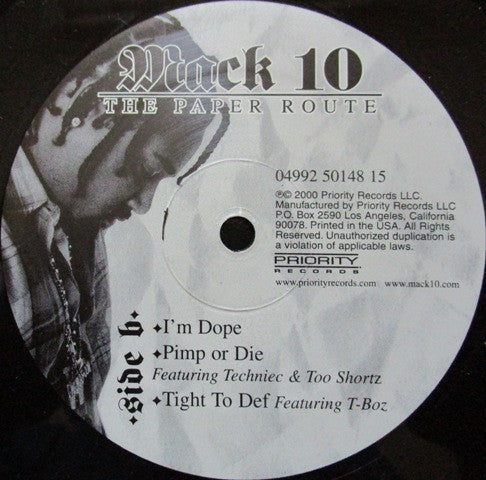 Mack 10
THE PAPER ROUTE
04992 50148 15
℗© 2000 Priority Records LLC.
Manufactured by Priority Records LLC
P.O. Box 2590 Los Angeles, California
90078. Printed in the USA. All Rights
Reserved. Unauthorized duplication is
a violation of applicable laws.
PRIORITY
RECORDS
www.priorityrecords.com www.mack10.com
side b
I'm Dope
Pimp or Die
Featuring Techniec & Too Shortz
Tight To Def Featuring T-Boz